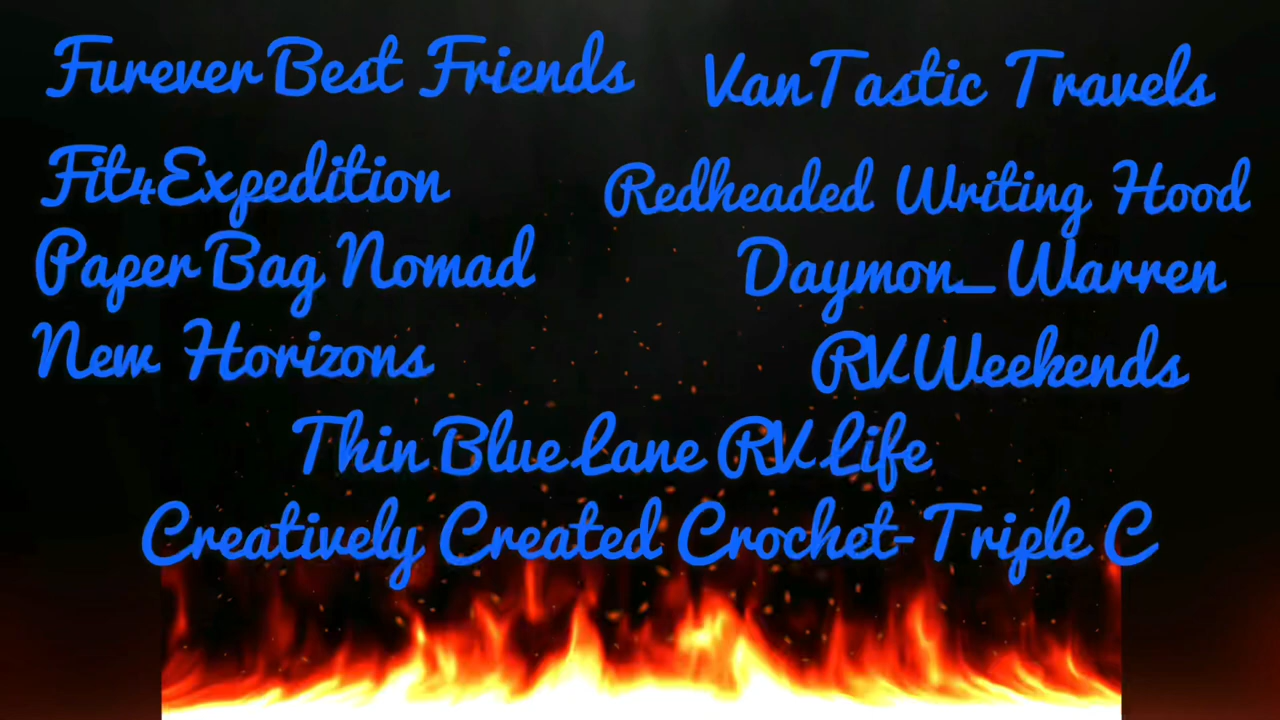 Furever Best Friends
VanTastic Travels
Fit4Expedition
Redheaded Writing Hood
Paper Bag Nomad
Daymon_Warren
New Horizons
RV Weekends
Thin Blue Lane RV Life
Creatively Created Crochet-Triple C